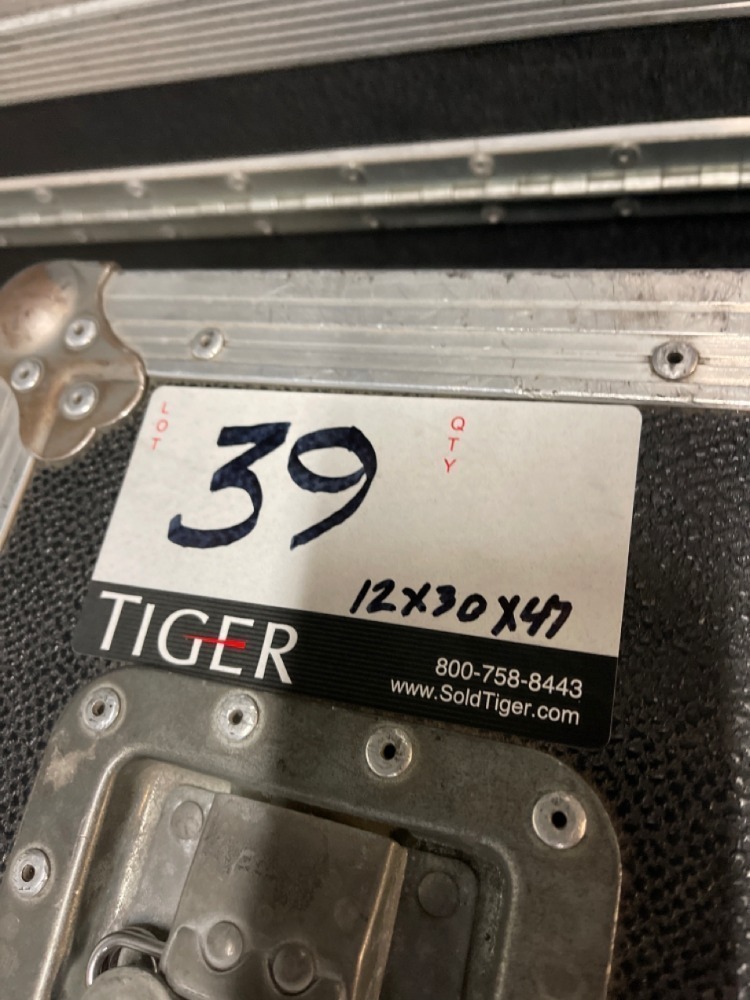 LOT
39
QTY
12X30X47
TIGER
800-758-8443
www.SoldTiger.com